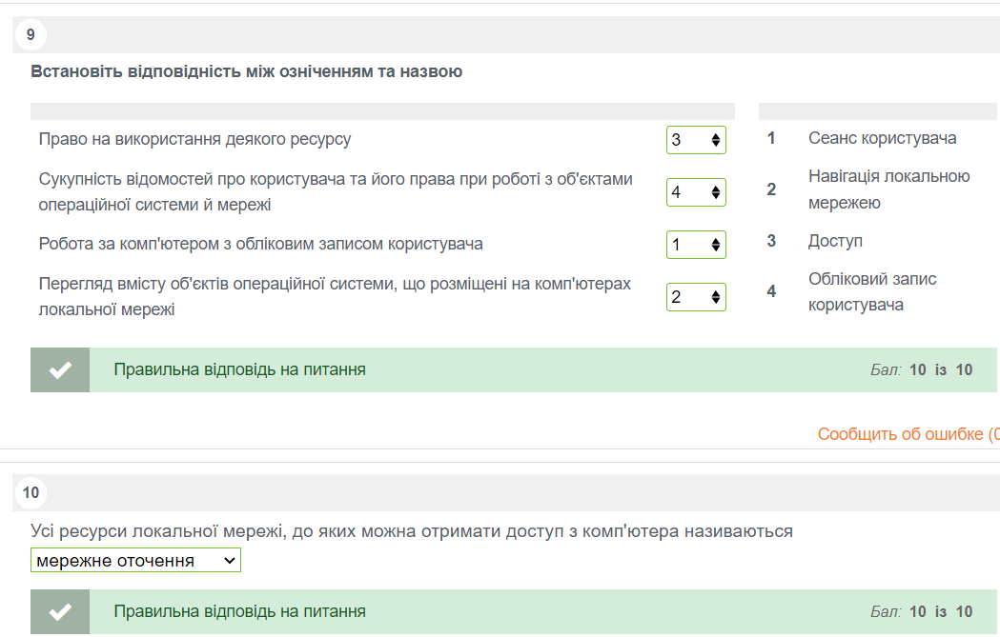 9
Встановіть відповідність між озніченням та назвою
Право на використання деякого ресурсу
3
1 Сеанс користувача
Сукупність відомостей про користувача та його права при роботі з об'єктами
операційної системи й мережі
4
2 Навігація локальною
мережею
Робота за комп'ютером з обліковим записом користувача
1
3 Доступ
Перегляд вмісту об'єктів операційної системи, що розміщені на комп'ютерах
локальної мережі
2
4 Обліковий запис
користувача
Правильна відповідь на питання
Бал: 10 із 10
Сообщить об ошибке (
10
Усі ресурси локальної мережі, до яких можна отримати доступ з комп'ютера називаються
мережне оточення
Правильна відповідь на питання
Бал: 10 із 10